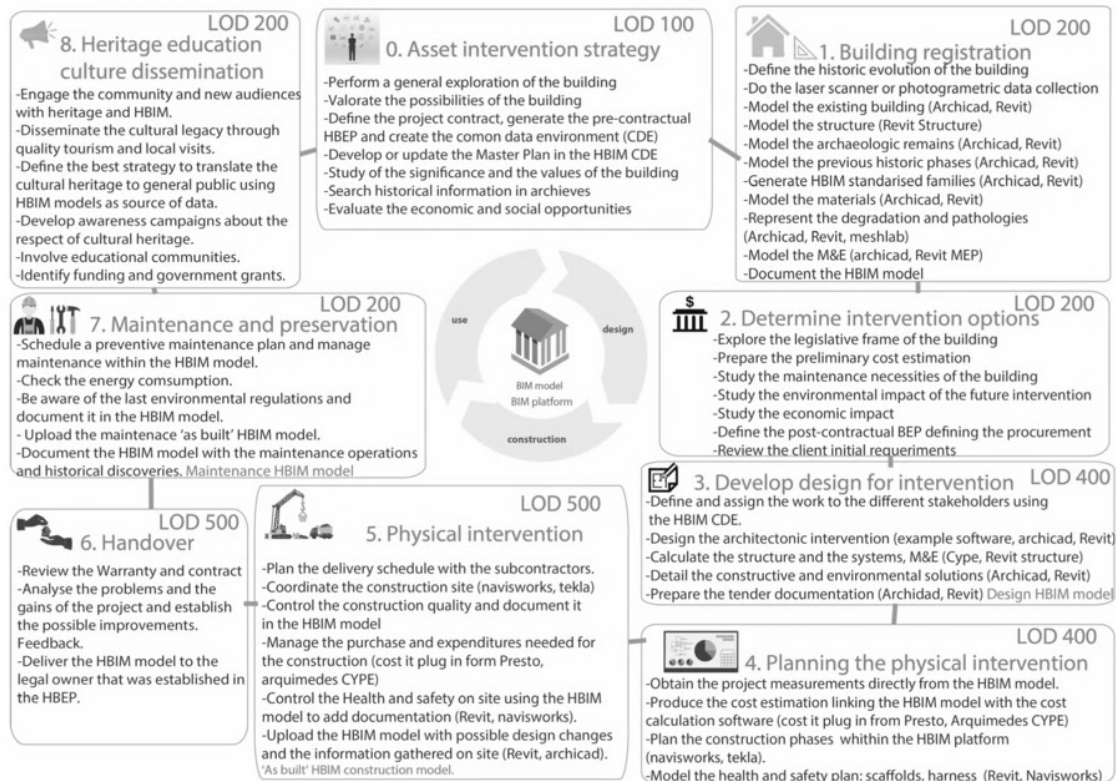 LOD 200
8. Heritage education
culture dissemination
-Engage the community and new audiences
with heritage and HBIM.
-Disseminate the cultural legacy through
quality tourism and local visits.
-Define the best strategy to translate the
cultural heritage to general public using
HBIM models as source of data.
-Develop awareness campaigns about the
respect of cultural heritage.
-Involve educational communities.
-Identify funding and government grants.
LOD 100
0. Asset intervention strategy
-Perform a general exploration of the building
-Valorate the possibilities of the building
-Define the project contract, generate the pre-contractual
HBEP and create the comon data environment (CDE)
-Develop or update the Master Plan in the HBIM CDE
-Study of the significance and the values of the building
-Search historical information in archieves
-Evaluate the economic and social opportunities
LOD 200
1. Building registration
-Define the historic evolution of the building
-Do the laser scanner or photogrametric data collection
-Model the existing building (Archicad, Revit)
-Model the structure (Revit Structure)
-Model the archaeologic remains (Archicad, Revit)
-Model the previous historic phases (Archicad, Revit)
-Generate HBIM standarised families (Archicad, Revit)
-Model the materials (Archicad, Revit)
-Represent the degradation and pathologies
(Archicad, Revit, meshlab)
-Model the M&E (archicad, Revit MEP)
-Document the HBIM model
use
design
BIM model
BIM platform
construction
LOD 200
7. Maintenance and preservation
-Schedule a preventive maintenance plan and manage
maintenance within the HBIM model.
-Check the energy comsumption.
-Be aware of the last environmental regulations and
document it in the HBIM model.
- Upload the maintenace 'as built' HBIM model.
-Document the HBIM model with the maintenance operations
and historical discoveries. Maintenance HBIM model
$
LOD 200
2. Determine intervention options
-Explore the legislative frame of the building
-Prepare the preliminary cost estimation
-Study the maintenance necessities of the building
-Study the environmental impact of the future intervention
-Study the economic impact
-Define the post-contractual BEP defining the procurement
-Review the client initial requeriments
LOD 400
3. Develop design for intervention
-Define and assign the work to the different stakeholders using
the HBIM CDE.
-Design the architectonic intervention (example software, archicad, Revit)
-Calculate the structure and the systems, M&E (Cype, Revit structure)
-Detail the constructive and environmental solutions (Archicad, Revit)
-Prepare the tender documentation (Archidad, Revit) Design HBIM model
LOD 500
6. Handover
-Review the Warranty and contract
-Analyse the problems and the
gains of the project and establish
the possible improvements.
Feedback.
-Deliver the HBIM model to the
legal owner that was established in
the HBEP.
LOD 500
5. Physical intervention
-Plan the delivery schedule with the subcontractors.
-Coordinate the construction site (navisworks, tekla)
-Control the construction quality and document it
in the HBIM model
-Manage the purchase and expenditures needed for
the construction (cost it plug in form Presto,
arquimedes CYPE)
-Control the Health and safety on site using the HBIM
model to add documentation (Revit, navisworks).
-Upload the HBIM model with possible design changes
and the information gathered on site (Revit, archicad).
'As built' HBIM construction model.
LOD 400
4. Planning the physical intervention
-Obtain the project measurements directly from the HBIM model.
-Produce the cost estimation linking the HBIM model with the cost
calculation software (cost it plug in from Presto, Arquimedes CYPE)
-Plan the construction phases whithin the HBIM platform
(navisworks, tekla).
-Model the health and safety plan: scaffolds, harness (Revit, Navisworks)